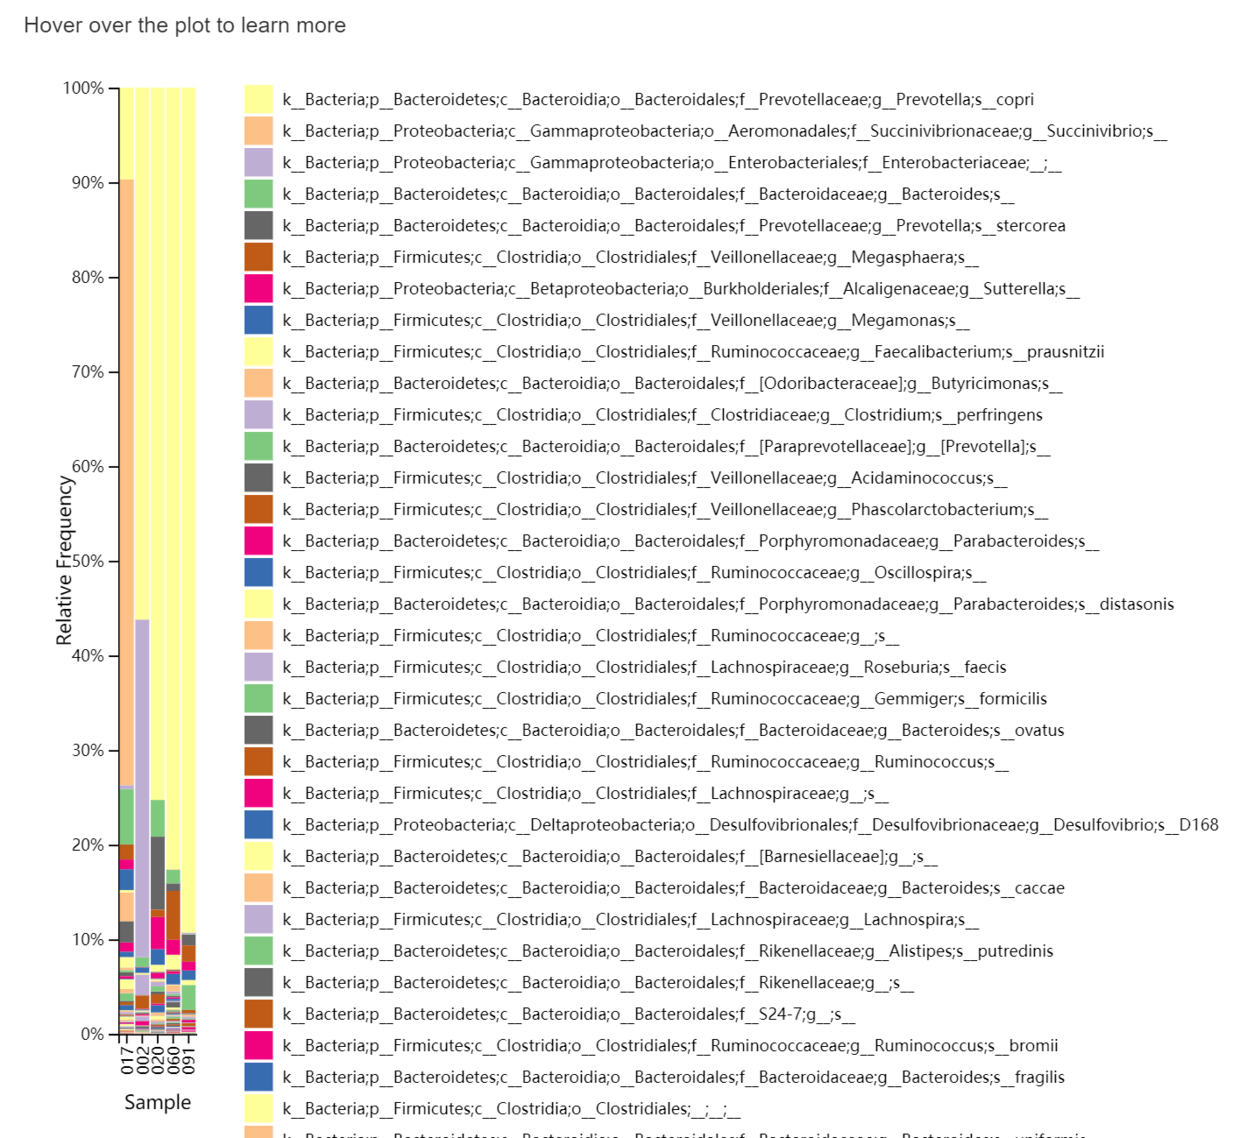 Hover over the plot to learn more
100%
90%
80%
70%
60%
50%
40%
30%
20%
10%
0%
Relative Frequency
017
002
020
060
091
Sample
k__Bacteria;p__Bacteroidetes;c__Bacteroidia;o__Bacteroidales;f__Prevotellaceae;g__Prevotella;s__copri
k__Bacteria;p__Proteobacteria;c__Gammaproteobacteria;o__Aeromonadales;f__Succinivibrionaceae;g__Succinivibrio;s__
k__Bacteria;p__Proteobacteria;c__Gammaproteobacteria;o__Enterobacteriales;f__Enterobacteriaceae;__;__
k__Bacteria;p__Bacteroidetes;c__Bacteroidia;o__Bacteroidales;f__Bacteroidaceae;g__Bacteroides;s__
k__Bacteria;p__Bacteroidetes;c__Bacteroidia;o__Bacteroidales;f__Prevotellaceae;g__Prevotella;s__stercorea
k__Bacteria;p__Firmicutes;c__Clostridia;o__Clostridiales;f__Veillonellaceae;g__Megasphaera;s__
k__Bacteria;p__Proteobacteria;c__Betaproteobacteria;o__Burkholderiales;f__Alcaligenaceae;g__Sutterella;s__
k__Bacteria;p__Firmicutes;c__Clostridia;o__Clostridiales;f__Veillonellaceae;g__Megamonas;s__
k__Bacteria;p__Firmicutes;c__Clostridia;o__Clostridiales;f__Ruminococcaceae;g__Faecalibacterium;s__prausnitzii
k__Bacteria;p__Bacteroidetes;c__Bacteroidia;o__Bacteroidales;f__[Odoribacteraceae];g__Butyricimonas;s__
k__Bacteria;p__Firmicutes;c__Clostridia;o__Clostridiales;f__Clostridiaceae;g__Clostridium;s__perfringens
k__Bacteria;p__Bacteroidetes;c__Bacteroidia;o__Bacteroidales;f__[Paraprevotellaceae];g__[Prevotella];s__
k__Bacteria;p__Firmicutes;c__Clostridia;o__Clostridiales;f__Veillonellaceae;g__Acidaminococcus;s__
k__Bacteria;p__Firmicutes;c__Clostridia;o__Clostridiales;f__Veillonellaceae;g__Phascolarctobacterium;s__
k__Bacteria;p__Bacteroidetes;c__Bacteroidia;o__Bacteroidales;f__Porphyromonadaceae;g__Parabacteroides;s__
k__Bacteria;p__Firmicutes;c__Clostridia;o__Clostridiales;f__Ruminococcaceae;g__Oscillospira;s__
k__Bacteria;p__Bacteroidetes;c__Bacteroidia;o__Bacteroidales;f__Porphyromonadaceae;g__Parabacteroides;s__distasonis
k__Bacteria;p__Firmicutes;c__Clostridia;o__Clostridiales;f__Ruminococcaceae;g__;s__
k__Bacteria;p__Firmicutes;c__Clostridia;o__Clostridiales;f__Lachnospiraceae;g__Roseburia;s__faecis
k__Bacteria;p__Firmicutes;c__Clostridia;o__Clostridiales;f__Ruminococcaceae;g__Gemmiger;s__formicilis
k__Bacteria;p__Bacteroidetes;c__Bacteroidia;o__Bacteroidales;f__Bacteroidaceae;g__Bacteroides;s__ovatus
k__Bacteria;p__Firmicutes;c__Clostridia;o__Clostridiales;f__Ruminococcaceae;g__Ruminococcus;s__
k__Bacteria;p__Firmicutes;c__Clostridia;o__Clostridiales;f__Lachnospiraceae;g__;s__
k__Bacteria;p__Proteobacteria;c__Deltaproteobacteria;o__Desulfovibrionales;f__Desulfovibrionaceae;g__Desulfovibrio;s__D168
k__Bacteria;p__Bacteroidetes;c__Bacteroidia;o__Bacteroidales;f__[Barnesiellaceae];g__;s__
k__Bacteria;p__Bacteroidetes;c__Bacteroidia;o__Bacteroidales;f__Bacteroidaceae;g__Bacteroides;s__caccae
k__Bacteria;p__Firmicutes;c__Clostridia;o__Clostridiales;f__Lachnospiraceae;g__Lachnospira;s__
k__Bacteria;p__Bacteroidetes;c__Bacteroidia;o__Bacteroidales;f__Rikenellaceae;g__Alistipes;s__putredinis
k__Bacteria;p__Bacteroidetes;c__Bacteroidia;o__Bacteroidales;f__Rikenellaceae;g__;s__
k__Bacteria;p__Bacteroidetes;c__Bacteroidia;o__Bacteroidales;f__S24-7;g__;s__
k__Bacteria;p__Firmicutes;c__Clostridia;o__Clostridiales;f__Ruminococcaceae;g__Ruminococcus;s__bromii
k__Bacteria;p__Bacteroidetes;c__Bacteroidia;o__Bacteroidales;f__Bacteroidaceae;g__Bacteroides;s__fragilis
k__Bacteria;p__Firmicutes;c__Clostridia;o__Clostridiales;__;__;__